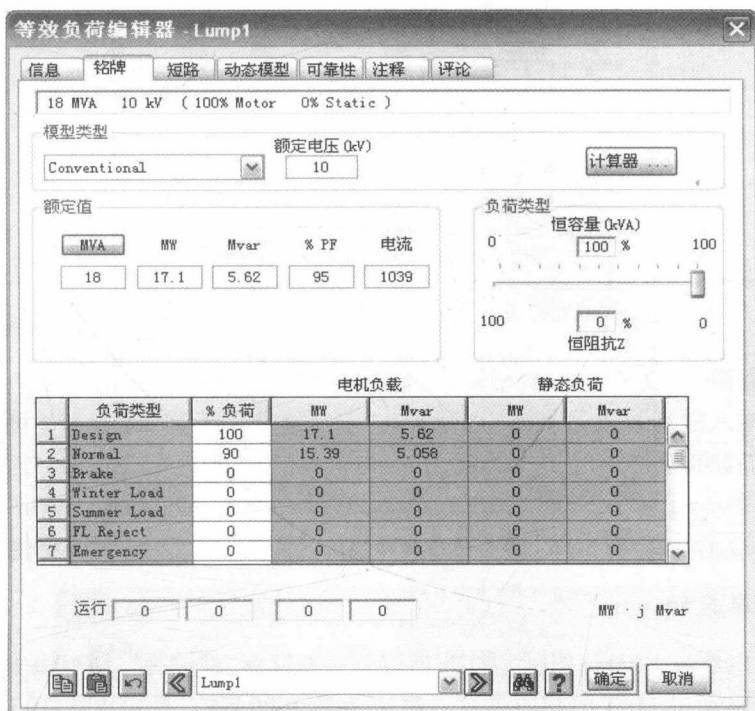 等效负荷编辑器 - Lump1
信息 铭牌 短路 动态模型 可靠性 注释 评论
18 MVA 10 kV ( 100% Motor 0% Static )
模型类型
额定电压(kV)
Conventional 10 计算器 ...
额定值
MVA MW Mvar % PF 电流
18 17.1 5.62 95 1039
负荷类型
恒容量(kVA)
0 100 % 100
100 0 % 0
恒阻抗Z
电机负载 静态负荷
负荷类型 % 负荷 MW Mvar MW Mvar
1 Design 100 17.1 5.62 0 0
2 Normal 90 15.39 5.058 0 0
3 Brake 0 0 0 0 0
4 Winter Load 0 0 0 0 0
5 Summer Load 0 0 0 0 0
6 FL Reject 0 0 0 0 0
7 Emergency 0 0 0 0 0
运行 0 0 0 0 MW + j Mvar
Lump1 ? 确定 取消